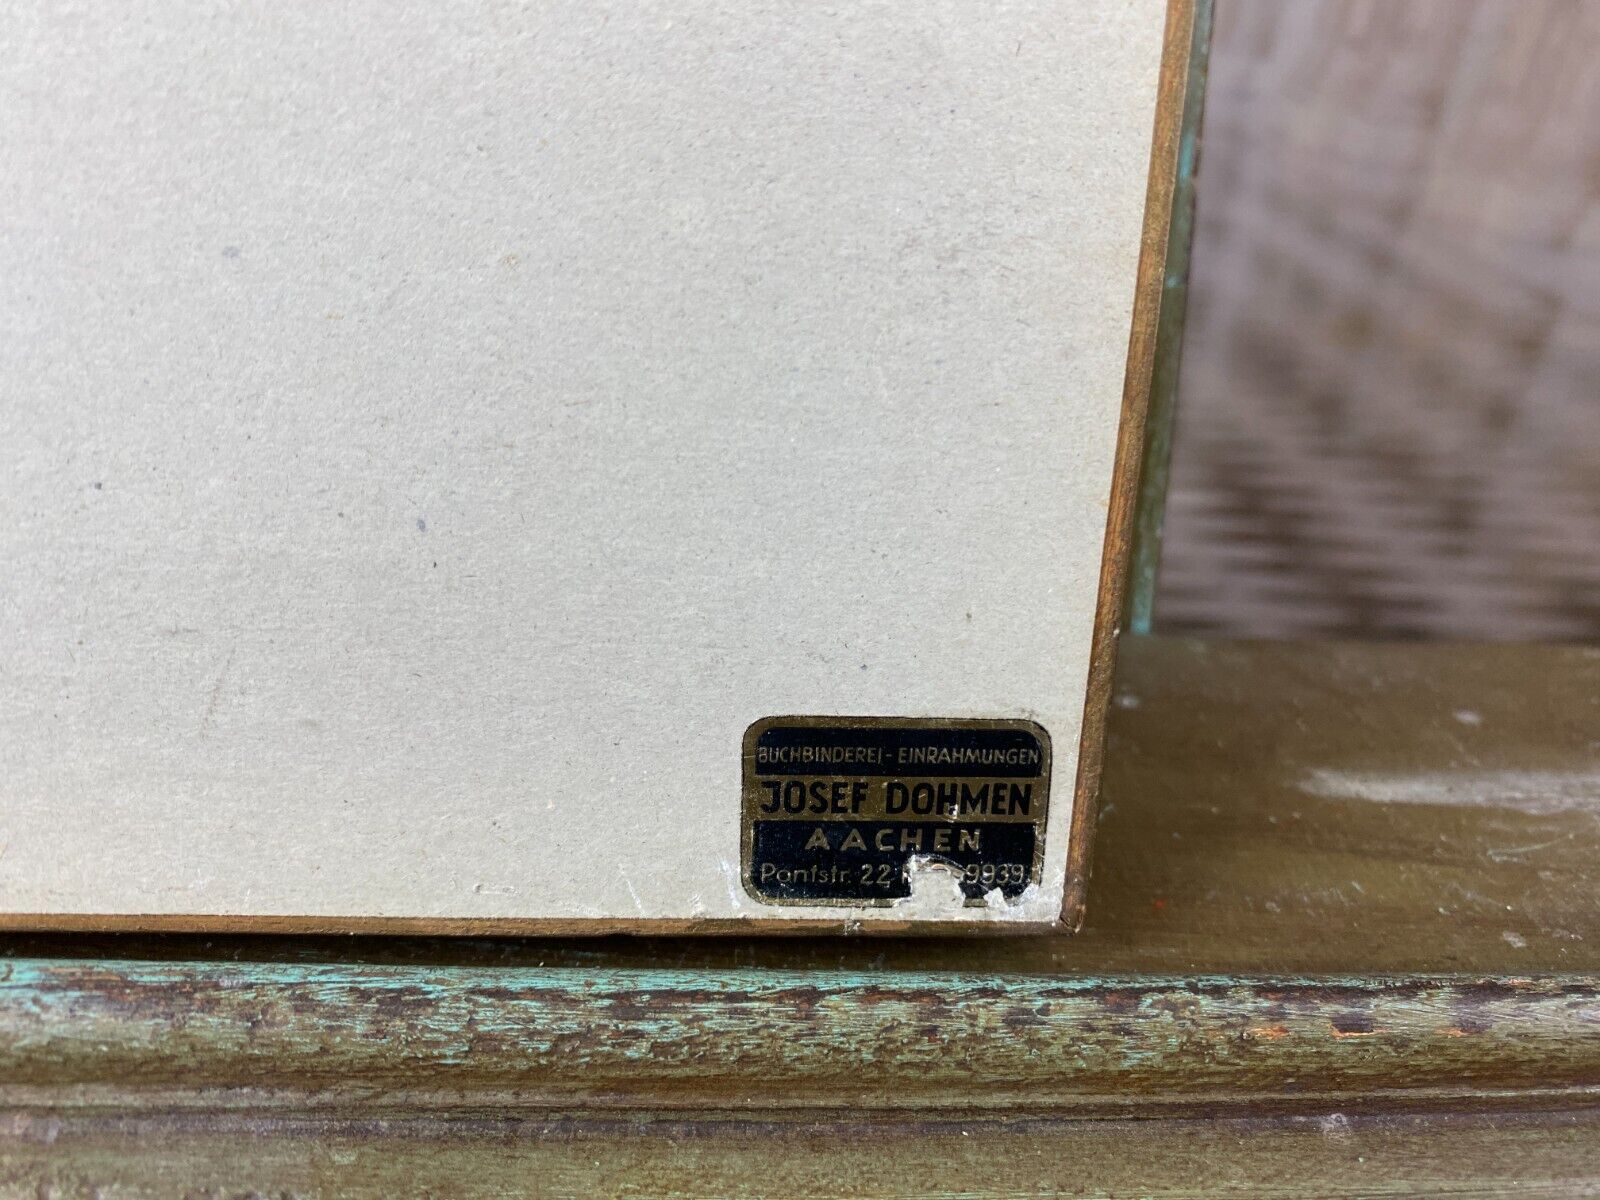 BUCHBINDEREI - EINRAHMUNGEN
JOSEF DOHMEN
AACHEN
Pontstr. 22 9939